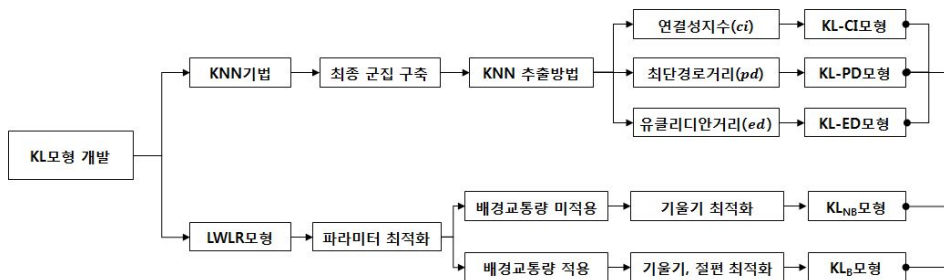 연결성지수(ci)
KL-CI모형
KNN기법
최종 군집 구축
KNN 추출방법
최단경로거리(pd)
KL-PD모형
유클리디안거리(ed)
KL-ED모형
KL모형 개발
배경교통량 미적용
기울기 최적화
KLNB모형
LWLR모형
파라미터 최적화
배경교통량 적용
기울기, 절편 최적화
KLB모형